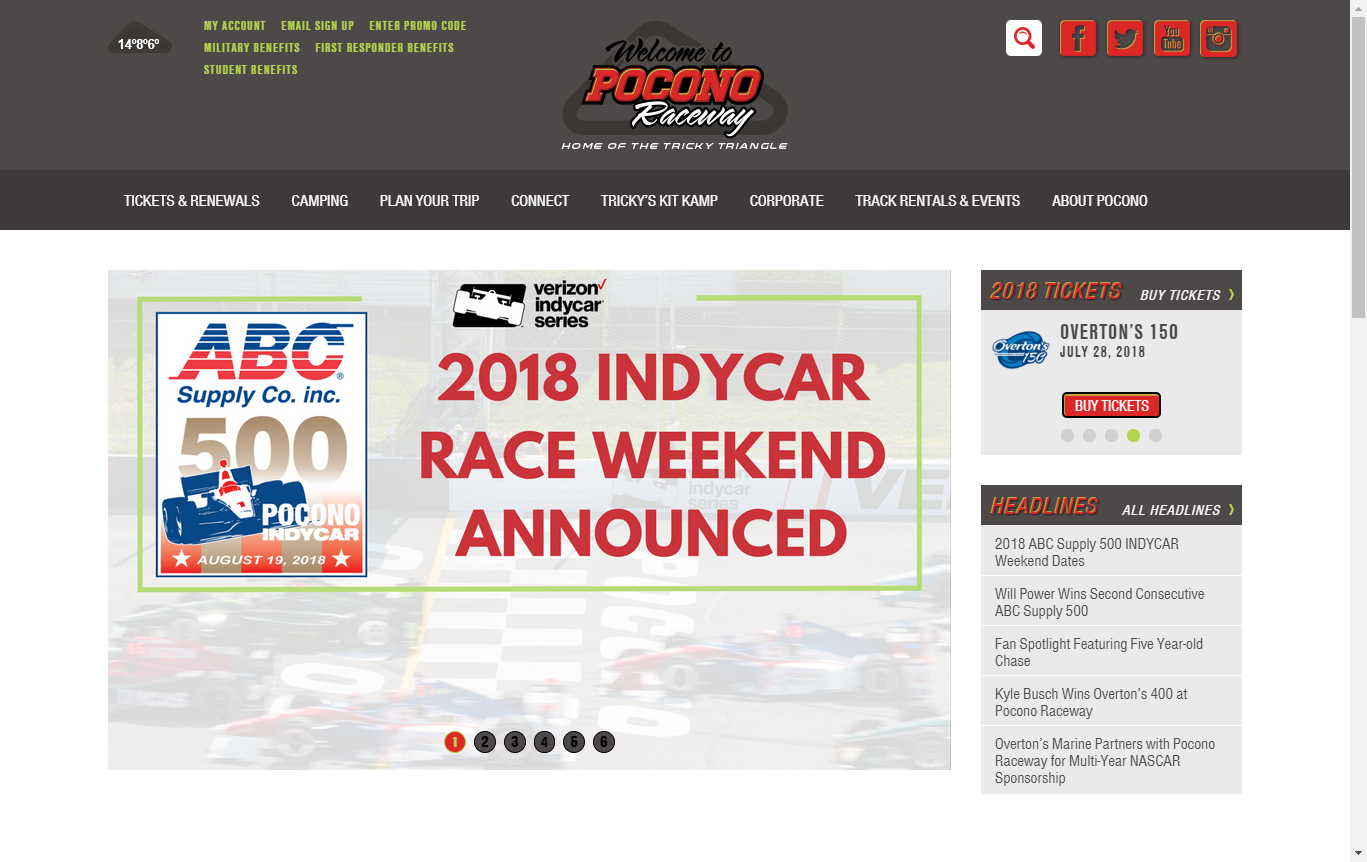 14°8°6°
MY ACCOUNT EMAIL SIGN UP ENTER PROMO CODE
MILITARY BENEFITS FIRST RESPONDER BENEFITS
STUDENT BENEFITS
Welcome to
POCONO
Raceway
HOME OF THE TRICKY TRIANGLE
You
Tube
TICKETS & RENEWALS CAMPING PLAN YOUR TRIP CONNECT TRICKY'S KIT KAMP CORPORATE TRACK RENTALS & EVENTS ABOUT POCONO
verizon
indycar
series
ABC
Supply Co. inc.
500
POCONO
INDYCAR
AUGUST 19, 2018
2018 INDYCAR
RACE WEEKEND
ANNOUNCED
verizon
indycar
series
POCONO
1 2 3 4 5 6
2018 TICKETS BUY TICKETS
Overton's
150
OVERTON'S 150
JULY 28, 2018
BUY TICKETS
HEADLINES ALL HEADLINES
2018 ABC Supply 500 INDYCAR
Weekend Dates
Will Power Wins Second Consecutive
ABC Supply 500
Fan Spotlight Featuring Five Year-old
Chase
Kyle Busch Wins Overton's 400 at
Pocono Raceway
Overton's Marine Partners with Pocono
Raceway for Multi-Year NASCAR
Sponsorship